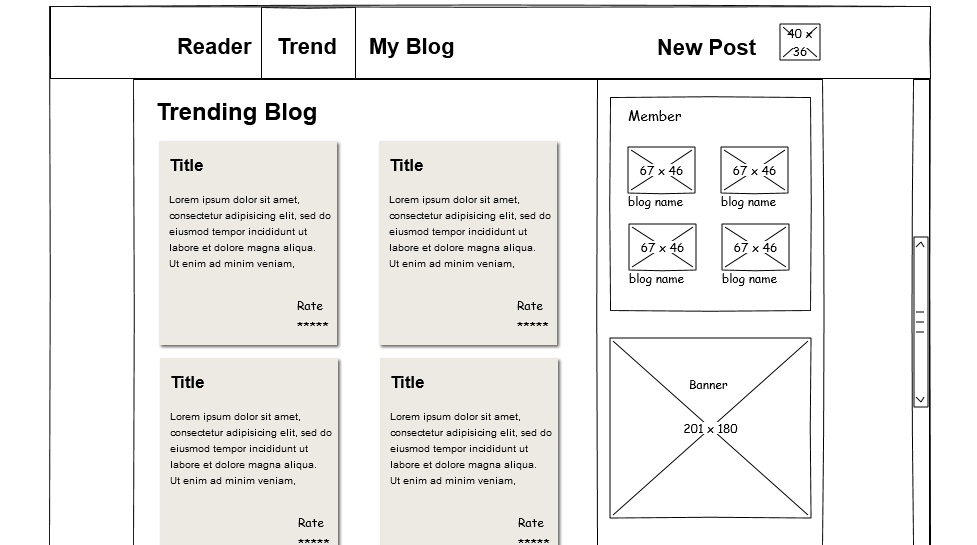 Reader Trend My Blog New Post 40 x
36
Trending Blog
Title
Lorem ipsum dolor sit amet,
consectetur adipisicing elit, sed do
eiusmod tempor incididunt ut
labore et dolore magna aliqua.
Ut enim ad minim veniam,
Rate
*****
Title
Lorem ipsum dolor sit amet,
consectetur adipisicing elit, sed do
eiusmod tempor incididunt ut
labore et dolore magna aliqua.
Ut enim ad minim veniam,
Rate
*****
Title
Lorem ipsum dolor sit amet,
consectetur adipisicing elit, sed do
eiusmod tempor incididunt ut
labore et dolore magna aliqua.
Ut enim ad minim veniam,
Rate
*****
Title
Lorem ipsum dolor sit amet,
consectetur adipisicing elit, sed do
eiusmod tempor incididunt ut
labore et dolore magna aliqua.
Ut enim ad minim veniam,
Rate
*****
Member
67 x 46 67 x 46
blog name blog name
67 x 46 67 x 46
blog name blog name
Banner
201 x 180